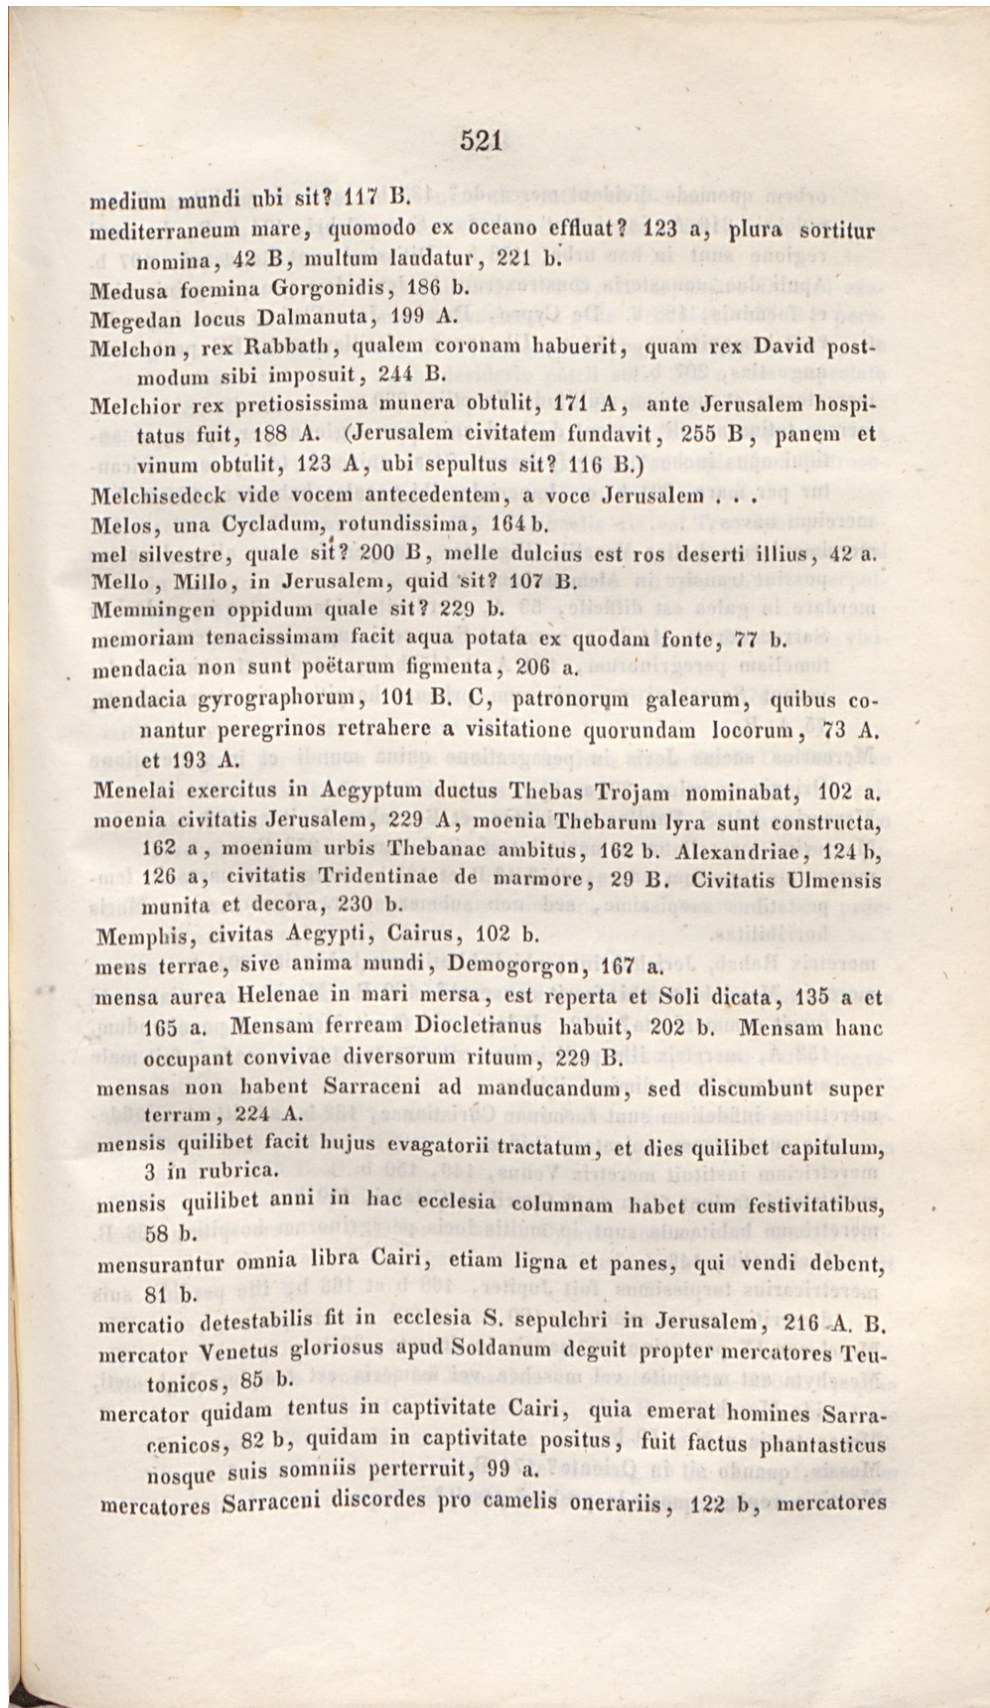 521
medium mundi ubi sit? 117 B.
mediterraneum mare, quomodo ex oceano effluat? 123 a, plura sortitur
nomina, 42 B, multum laudatur, 221 b.
Medusa foemina Gorgonidis, 186 b.
Megedan locus Dalmanuta, 199 A.
Melchon, rex Rabbath, qualem coronam habuerit, quam rex David post-
modum sibi imposuit, 244 B.
Melchior rex pretiosissima munera obtulit, 171 A, ante Jerusalem hospi-
tatus fuit, 188 A. (Jerusalem civitatem fundavit, 255 B, panem et
vinum obtulit, 123 A, ubi sepultus sit? 116 B.)
Melchisedeck vide vocem antecedentem, a voce Jerusalem . . .
Melos, una Cycladum, rotundissima, 164 b.
mel silvestre, quale sit? 200 B, melle dulcius est ros deserti illius, 42 a.
Mello, Millo, in Jerusalem, quid sit? 107 B.
Memmingen oppidum quale sit? 229 b.
memoriam tenacissimam facit aqua potata ex quodam fonte, 77 b.
mendacia non sunt poëtarum figmenta, 206 a.
mendacia gyrographorum, 101 B. C, patronorum galearum, quibus co-
nantur peregrinos retrahere a visitatione quorundam locorum, 73 A.
et 193 A.
Menelai exercitus in Aegyptum ductus Thebas Trojam nominabat, 102 a.
moenia civitatis Jerusalem, 229 A, moenia Thebarum lyra sunt constructa,
162 a, moenium urbis Thebanae ambitus, 162 b. Alexandriae, 124 b,
126 a, civitatis Tridentinae de marmore, 29 B. Civitatis Ulmensis
munita et decora, 230 b.
Memphis, civitas Aegypti, Cairus, 102 b.
mens terrae, sive anima mundi, Demogorgon, 167 a.
mensa aurea Helenae in mari mersa, est reperta et Soli dicata, 135 a et
165 a. Mensam ferream Diocletianus habuit, 202 b. Mensam hanc
occupant convivae diversorum rituum, 229 B.
mensas non habent Sarraceni ad manducandum, sed discumbunt super
terram, 224 A.
mensis quilibet facit hujus evagatorii tractatum, et dies quilibet capitulum,
3 in rubrica.
mensis quilibet anni in hac ecclesia columnam habet cum festivitatibus,
58 b.
mensurantur omnia libra Cairi, etiam ligna et panes, qui vendi debent,
81 b.
mercatio detestabilis fit in ecclesia S. sepulchri in Jerusalem, 216 A. B.
mercator Venetus gloriosus apud Soldanum deguit propter mercatores Teu-
tonicos, 85 b.
mercator quidam tentus in captivitate Cairi, quia emerat homines Sarra-
cenicos, 82 b, quidam in captivitate positus, fuit factus phantasticus
nosque suis somniis perterruit, 99 a.
mercatores Sarraceni discordes pro camelis onerariis, 122 b, mercatores